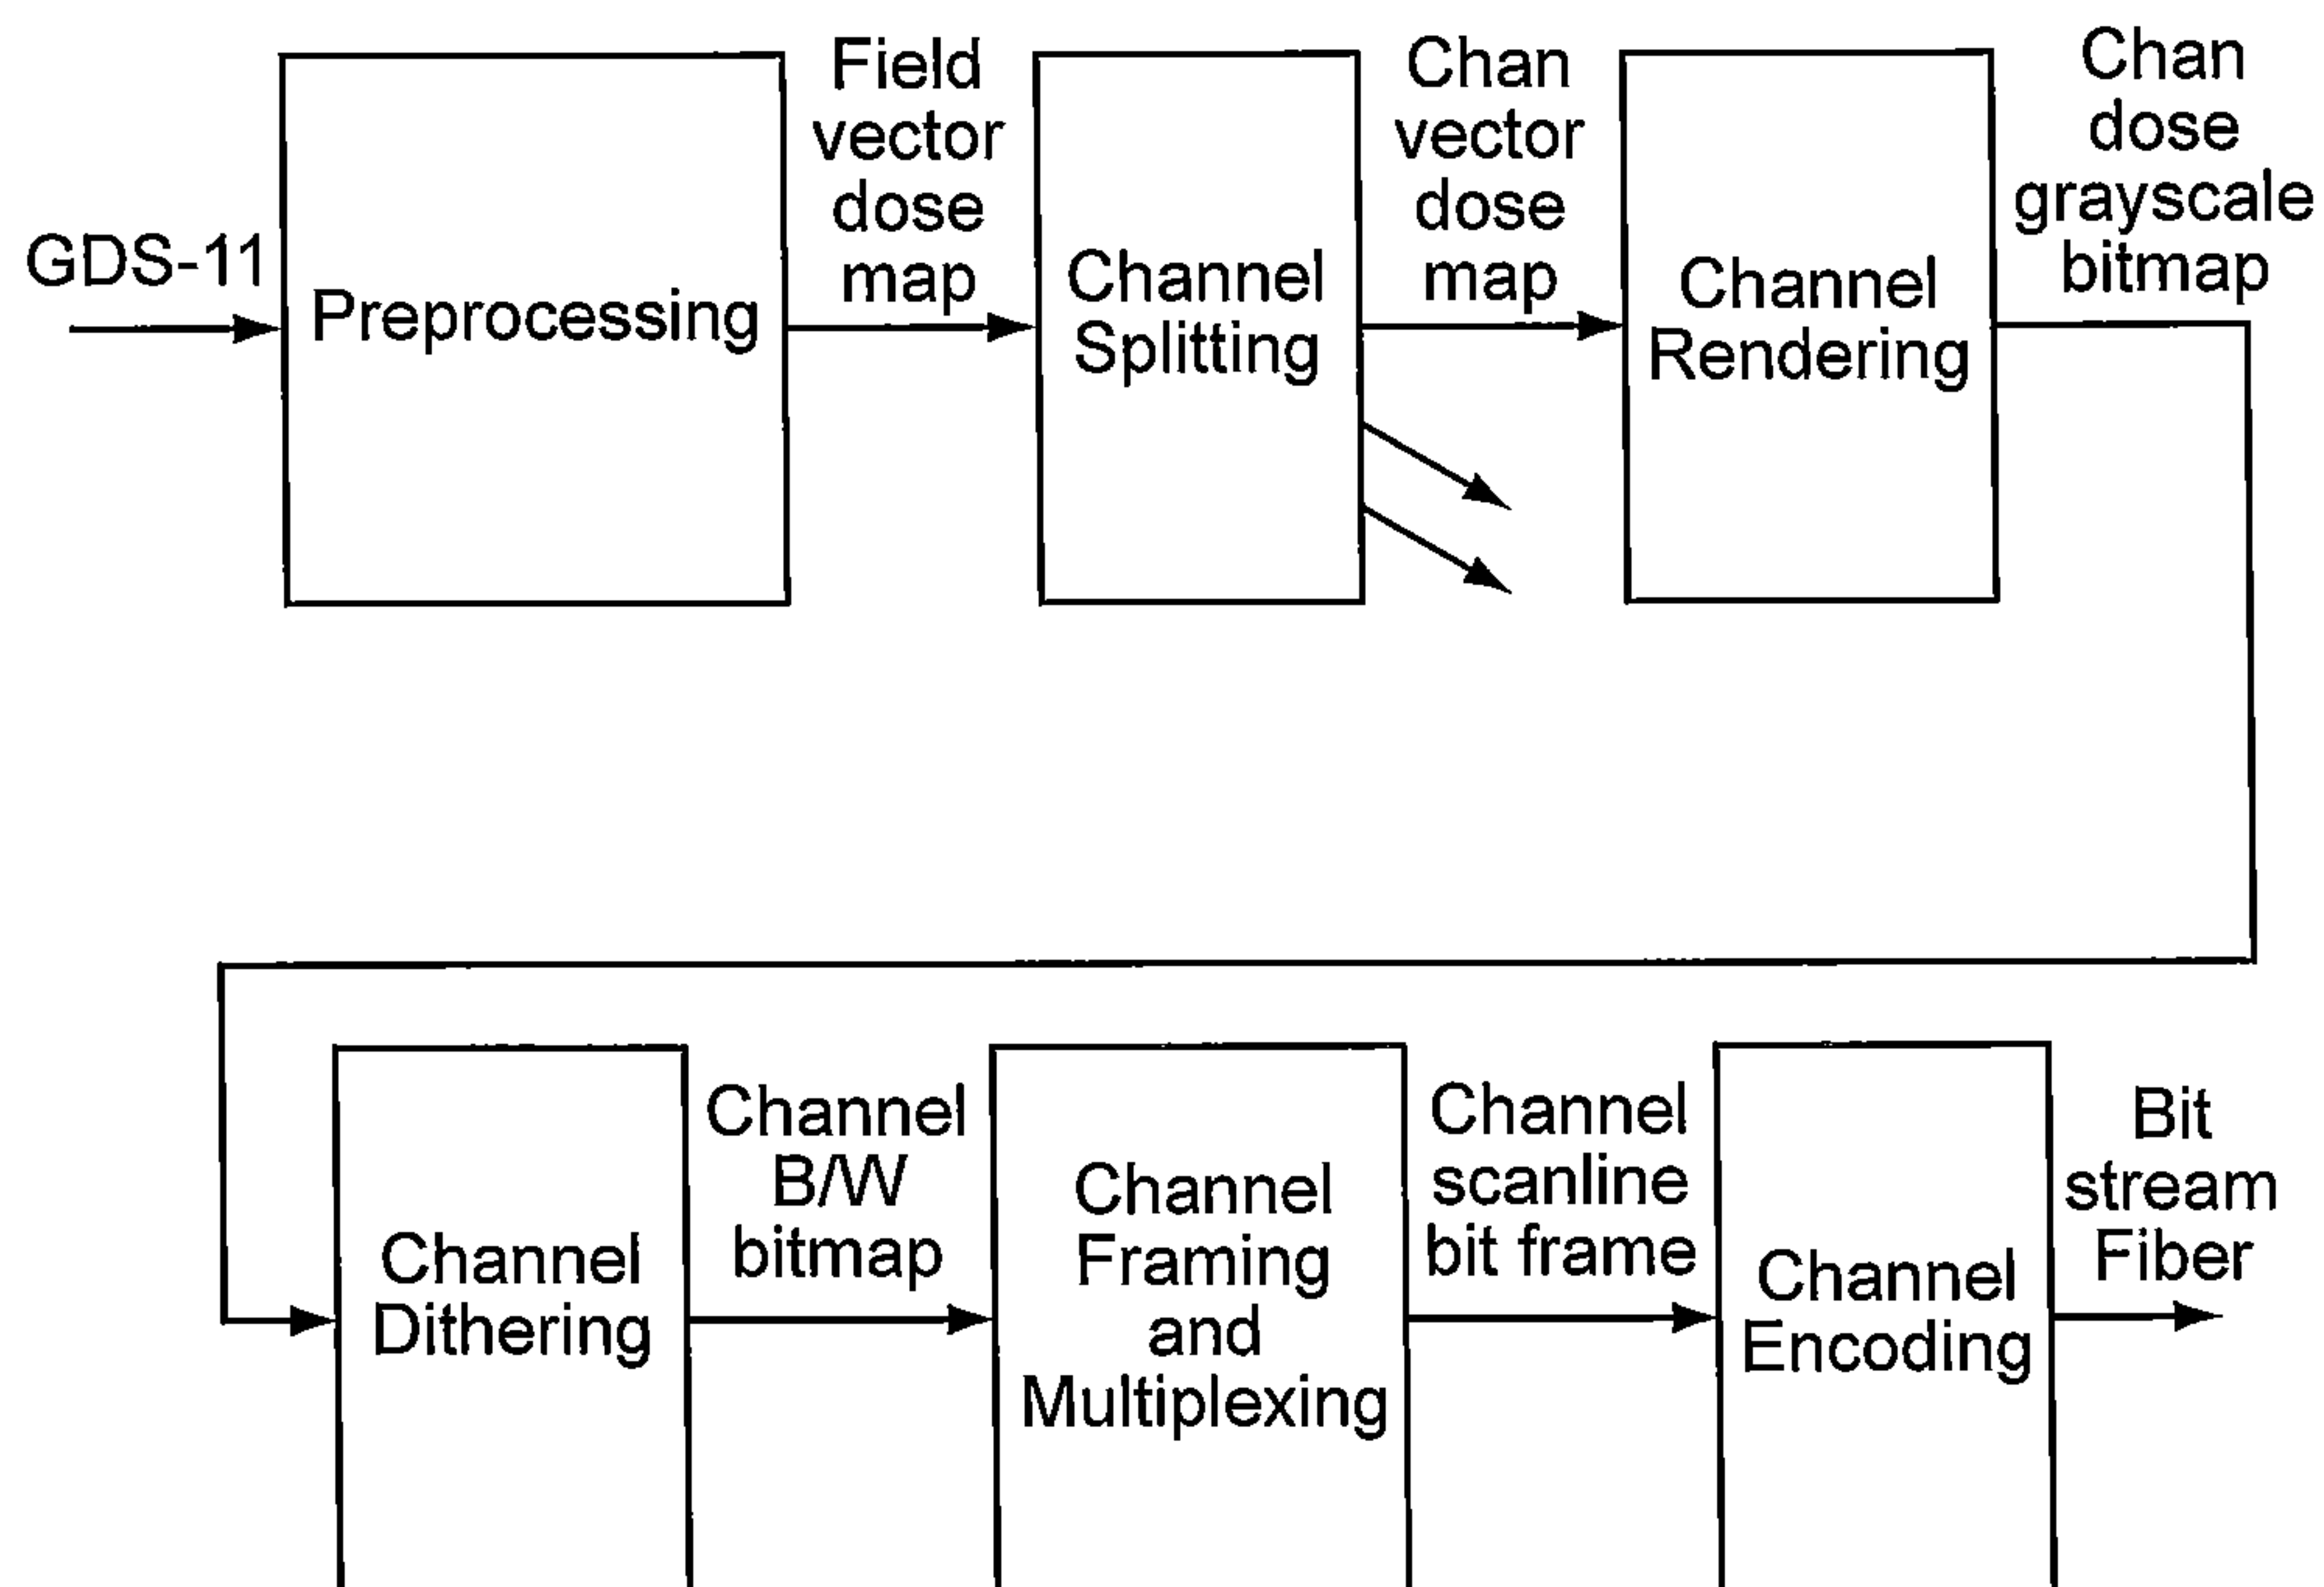 GDS-11
Preprocessing
Field
vector
dose
map
Channel
Splitting
Chan
vector
dose
map
Channel
Rendering
Chan
dose
grayscale
bitmap
Channel
Dithering
Channel
B/W
bitmap
Channel
Framing
and
Multiplexing
Channel
scanline
bit frame
Channel
Encoding
Bit
stream
Fiber